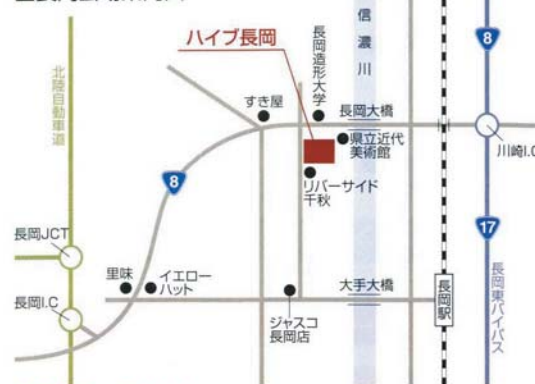 ハイブ長岡
信濃川
長岡造形大学
8
北陸自動車道
すき屋
長岡大橋
県立近代
美術館
川崎I.C
8
リバーサイド
千秋
17
長岡JCT
里味
イエロー
ハット
大手大橋
長岡駅
長岡東バイパス
長岡I.C
ジャスコ
長岡店